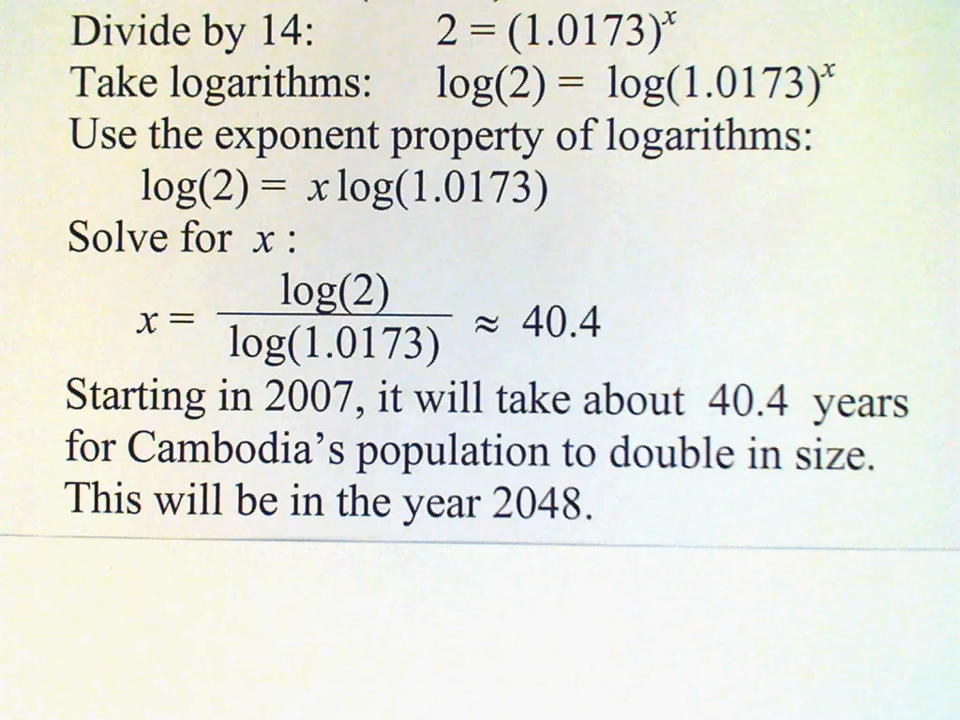 Divide by 14: 2 = (1.0173)ˣ
Take logarithms: log(2) = log(1.0173)ˣ
Use the exponent property of logarithms:
log(2) = x log(1.0173)
Solve for x :
x = log(2) / log(1.0173) ≈ 40.4
Starting in 2007, it will take about 40.4 years
for Cambodia’s population to double in size.
This will be in the year 2048.